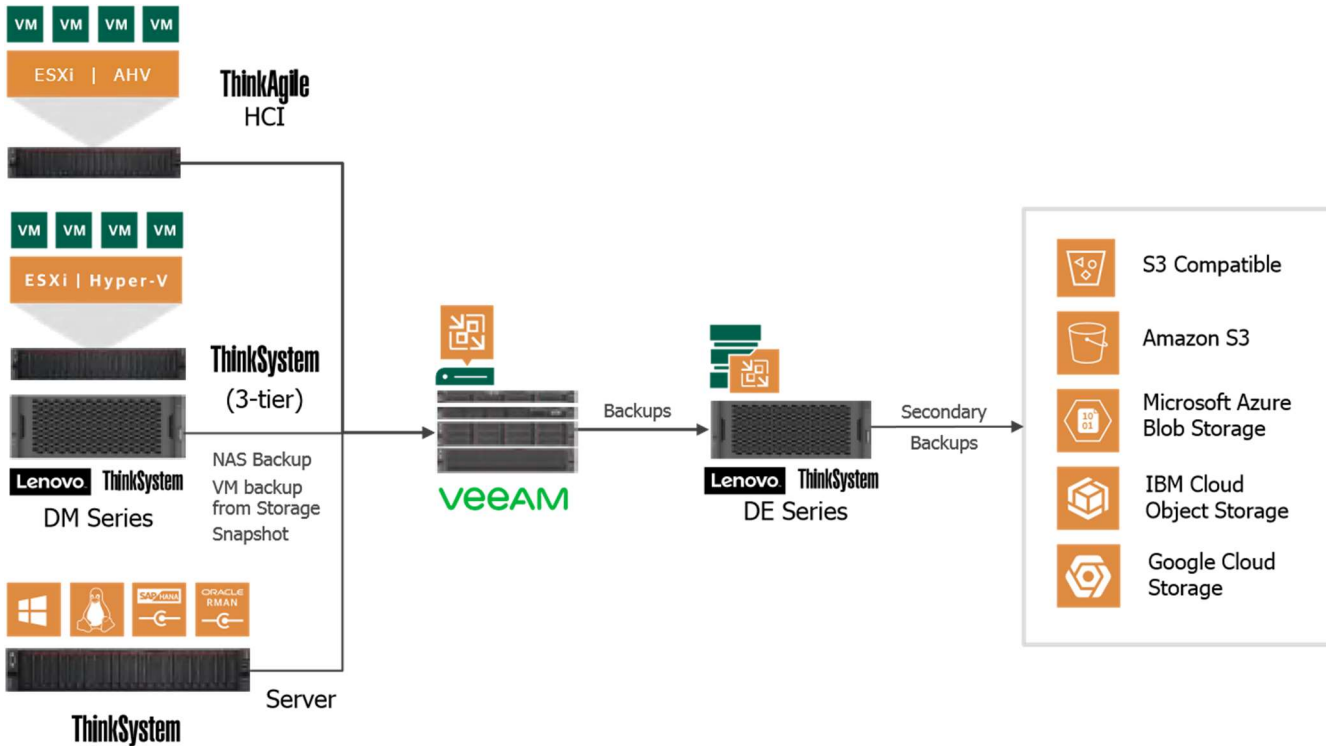 VM VM VM VM
ESXi | AHV
ThinkAgile
HCI
VM VM VM VM
ESXi | Hyper-V
ThinkSystem
(3-tier)
Lenovo ThinkSystem
DM Series
NAS Backup
VM backup
from Storage
Snapshot
SAP HANA
ORACLE
RMAN
Server
ThinkSystem
veeAM
Backups
Lenovo ThinkSystem
DE Series
Secondary
Backups
S3 Compatible
Amazon S3
10
01
Microsoft Azure
Blob Storage
IBM Cloud
Object Storage
Google Cloud
Storage